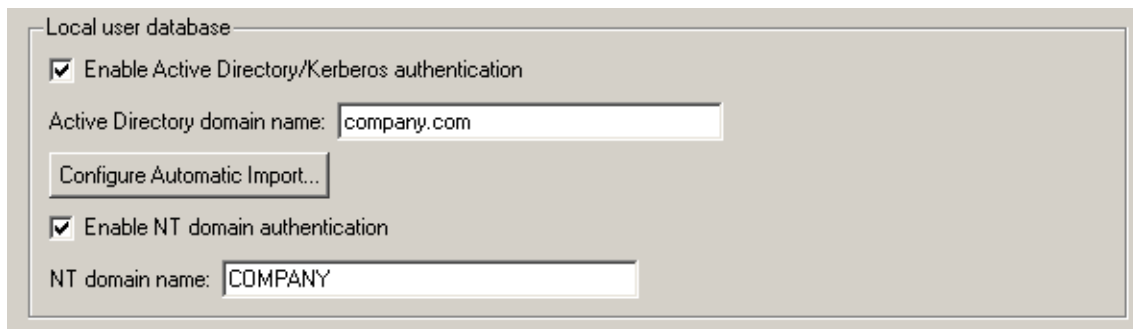 Local user database
Enable Active Directory/Kerberos authentication
Active Directory domain name: company.com
Configure Automatic Import...
Enable NT domain authentication
NT domain name: COMPANY